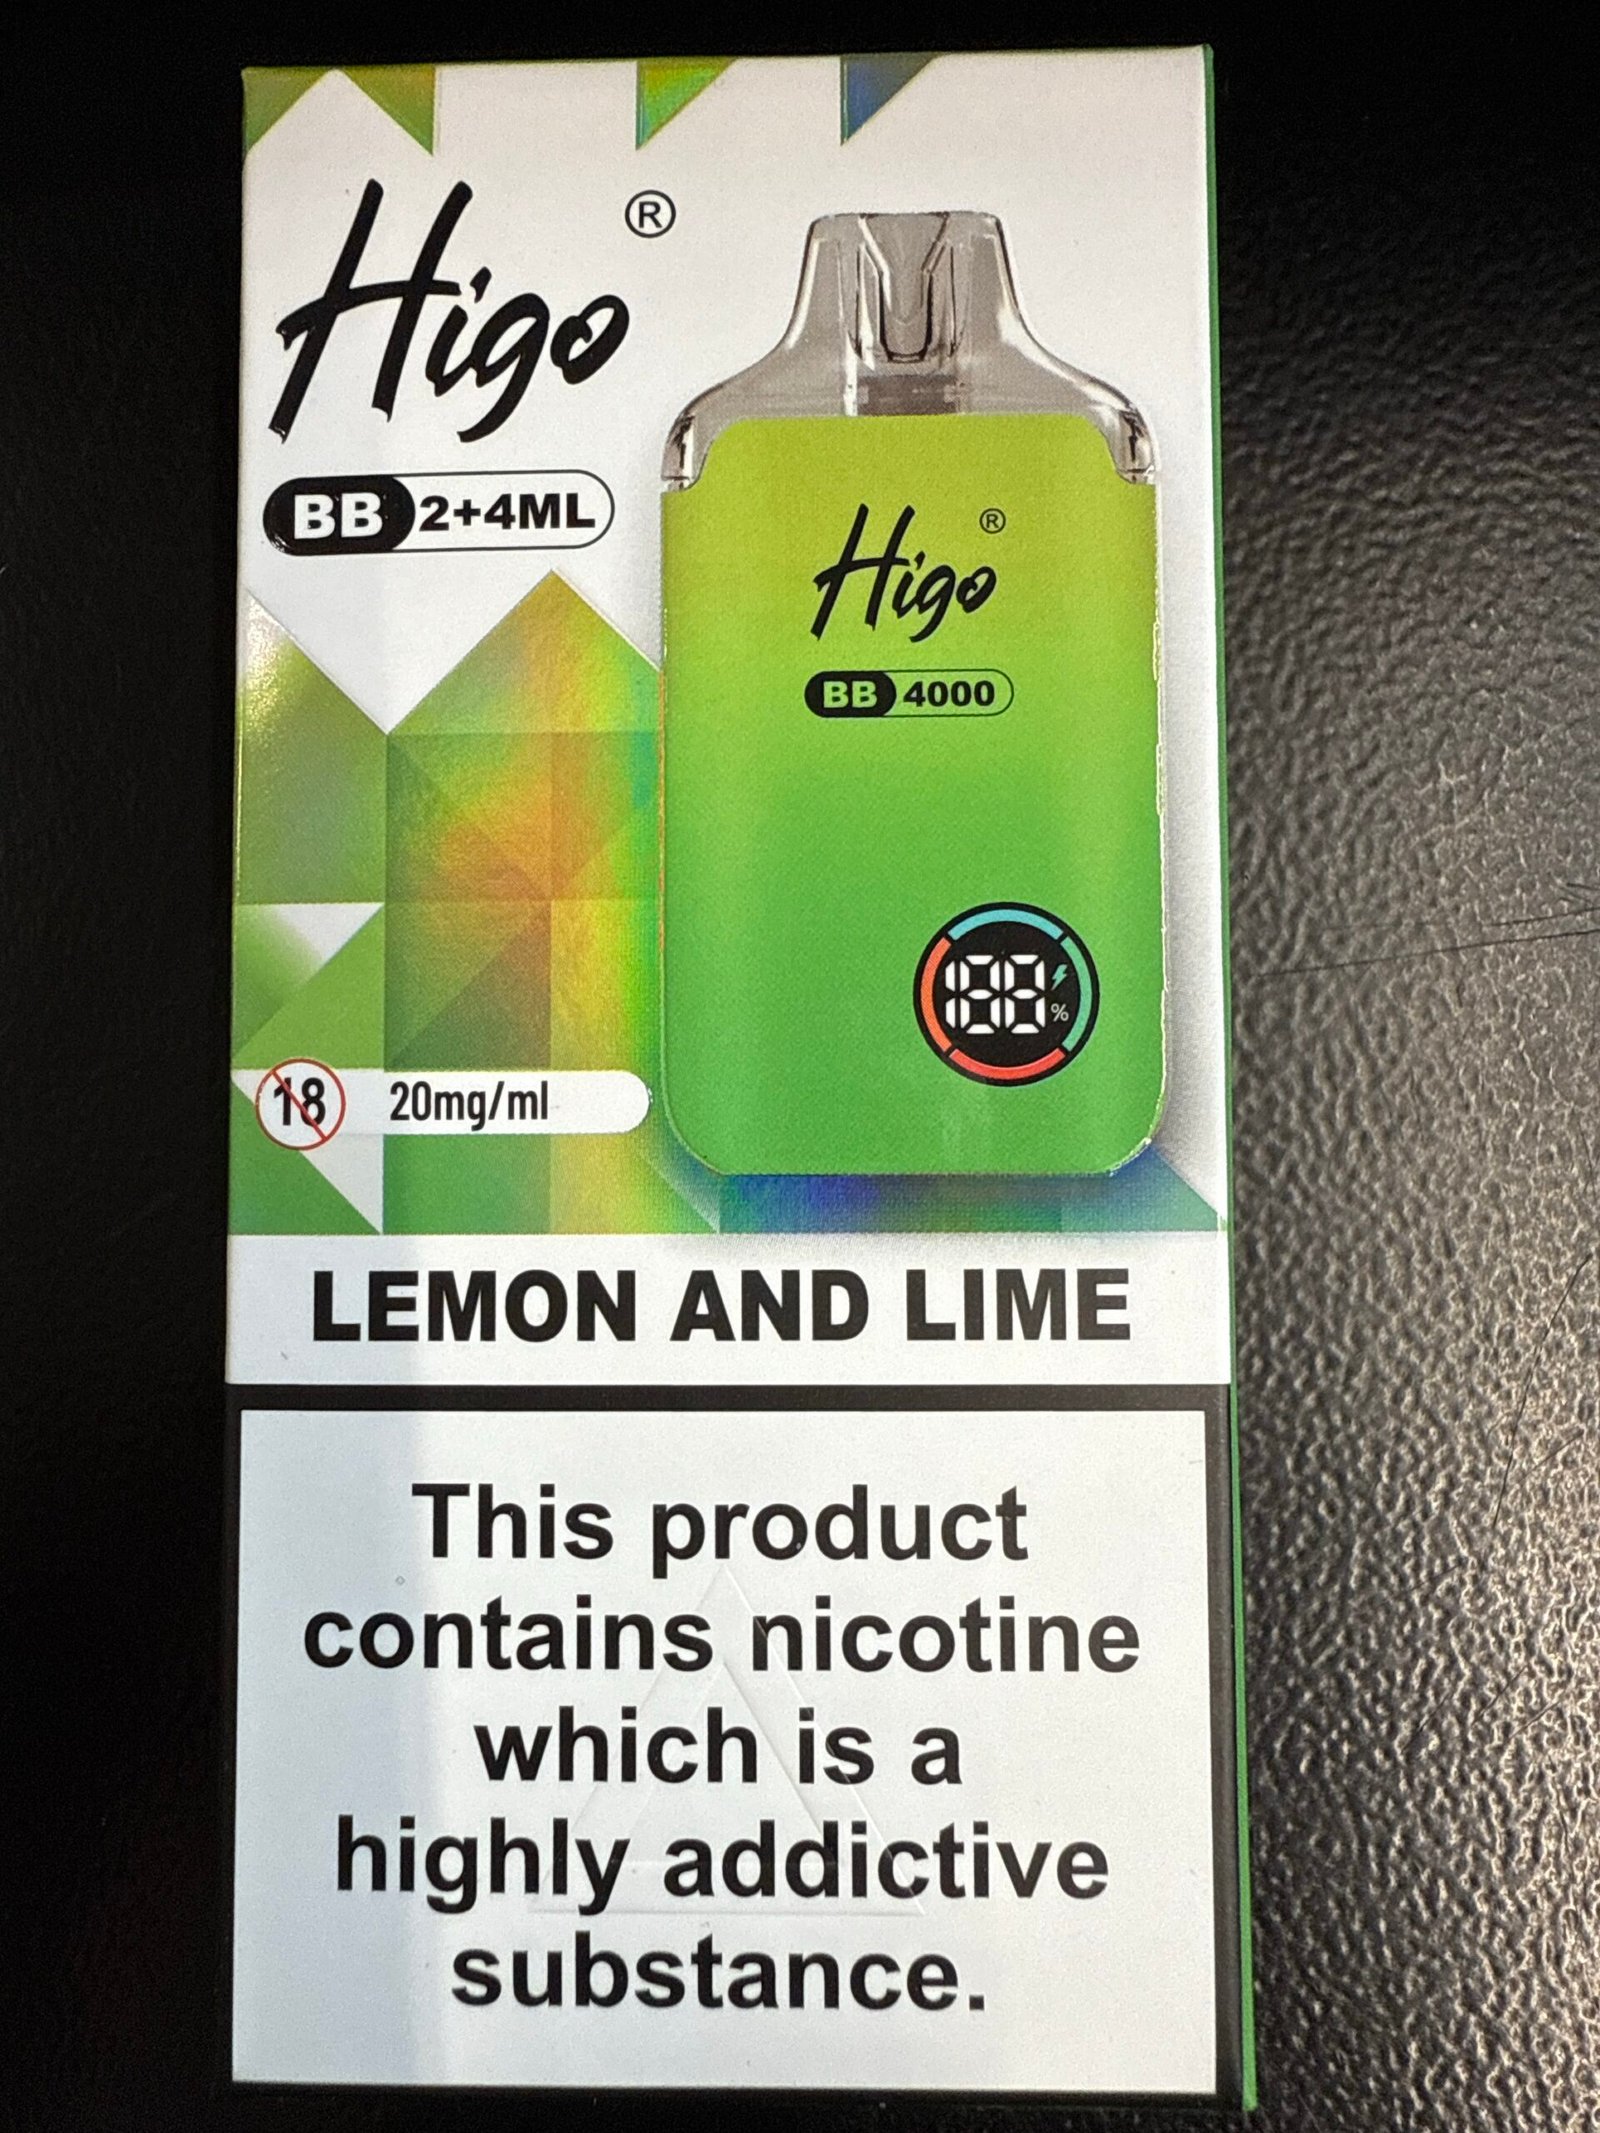 Higo®
BB 2+4ML
Higo®
BB 4000
188%
18 20mg/ml
LEMON AND LIME
This product
contains nicotine
which is a
highly addictive
substance.